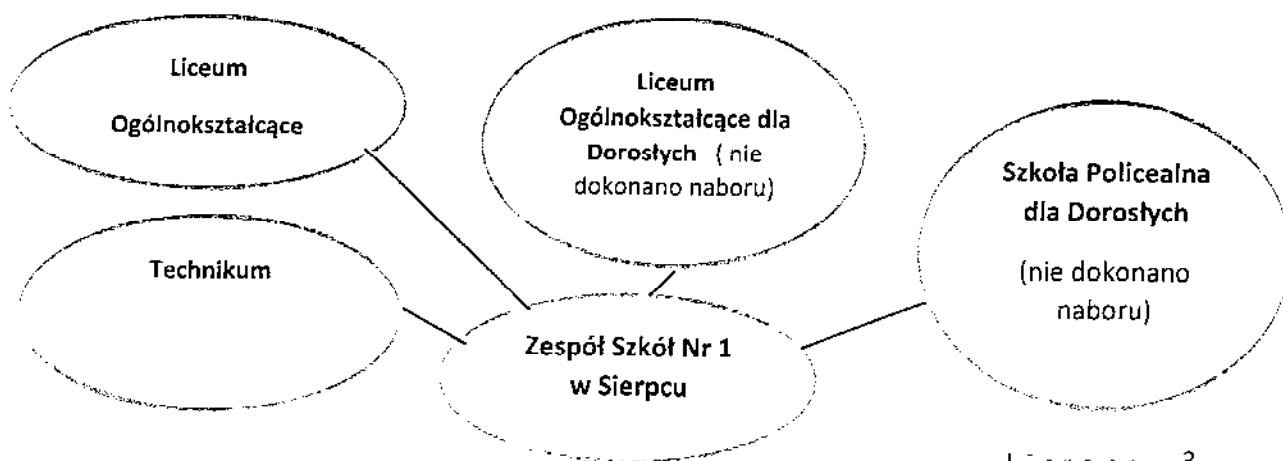 Liceum
Ogólnokształcące
Liceum
Ogólnokształcące dla
Dorosłych ( nie
dokonano naboru)
Szkoła Policealna
dla Dorosłych
(nie dokonano
naboru)
Technikum
Zespół Szkół Nr 1
w Sierpcu